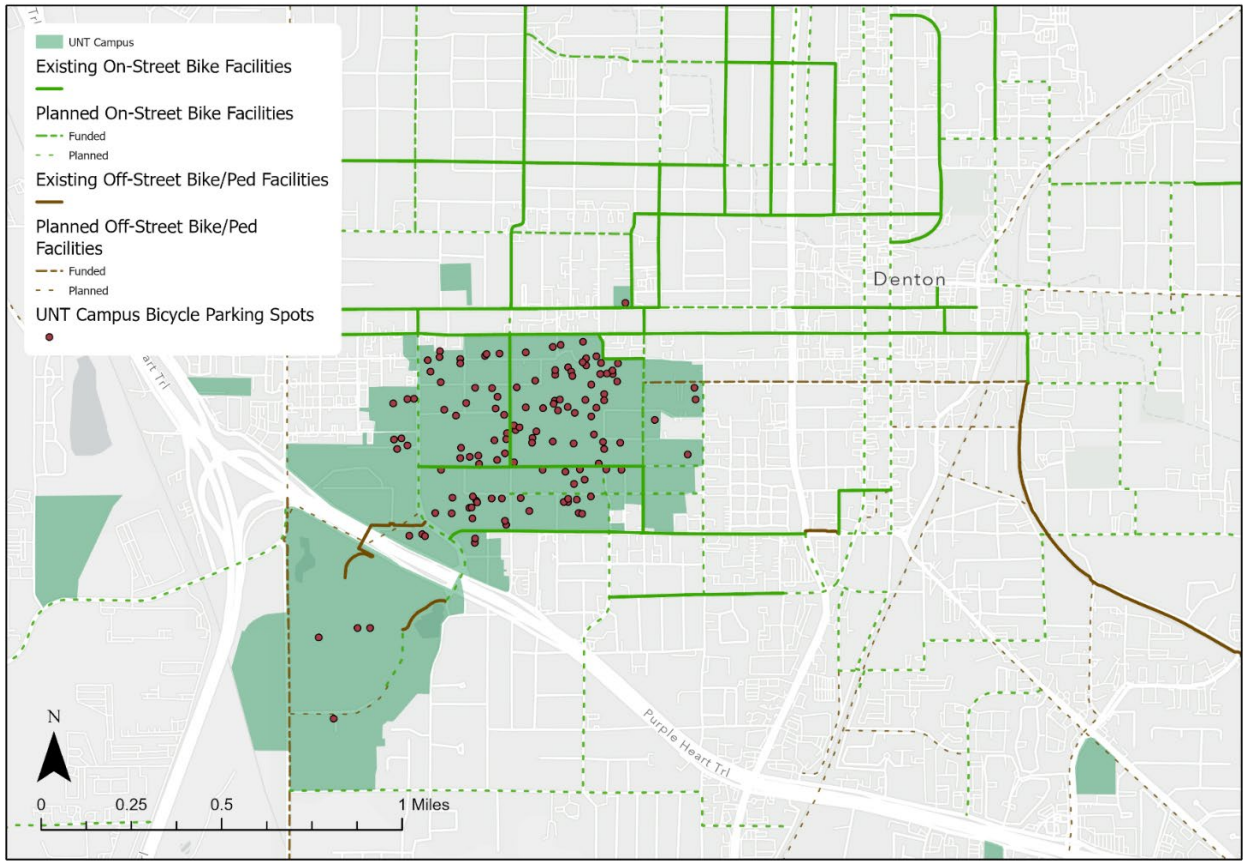 Trl
UNT Campus
Existing On-Street Bike Facilities
Planned On-Street Bike Facilities
Funded
Planned
Existing Off-Street Bike/Ped Facilities
Planned Off-Street Bike/Ped
Facilities
Funded
Planned
UNT Campus Bicycle Parking Spots
Denton
art Trl
Purple Heart Trl
N
0 0.25 0.5 1 Miles